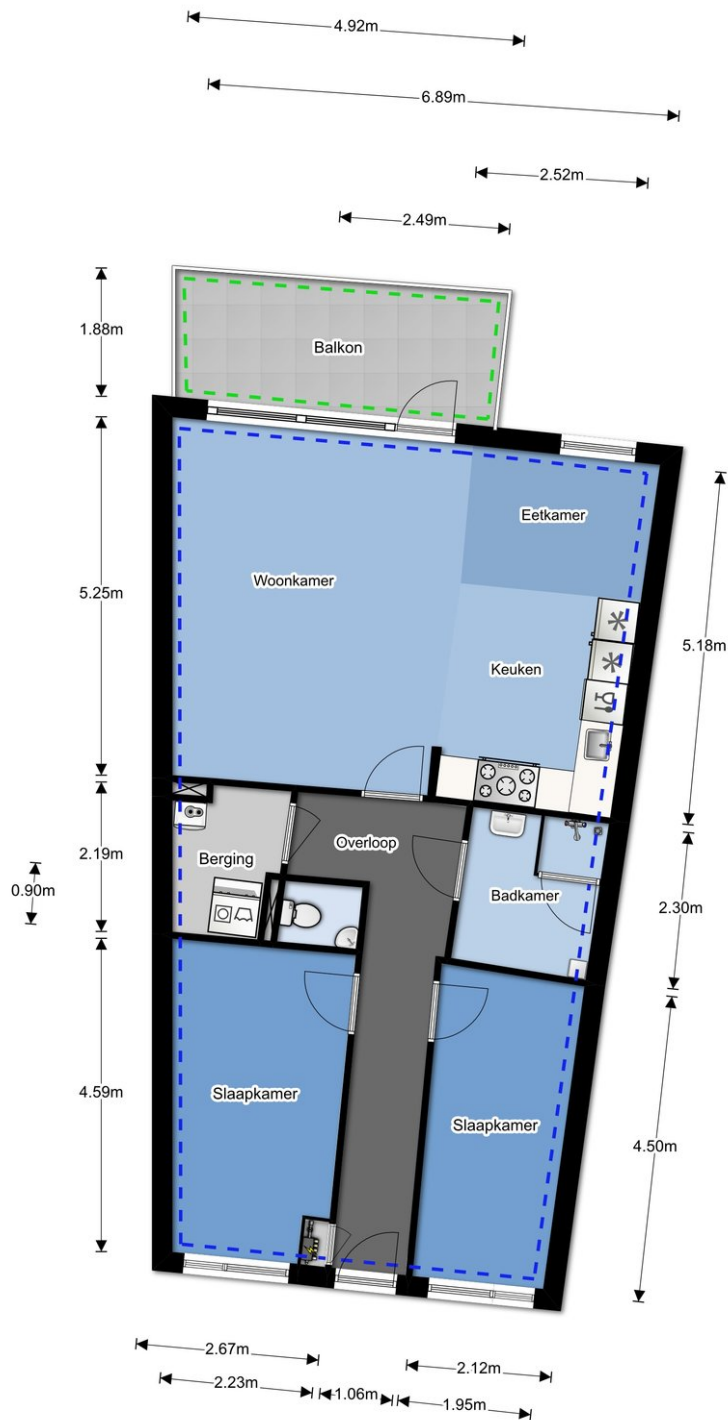 4.92m
6.89m
2.52m
2.49m
1.88m
Balkon
Eetkamer
Woonkamer
5.25m
5.18m
Keuken
2.19m
Overloop
Berging
0.90m
Badkamer
2.30m
4.59m
Slaapkamer
Slaapkamer
4.50m
2.67m
2.12m
2.23m
1.06m
1.95m